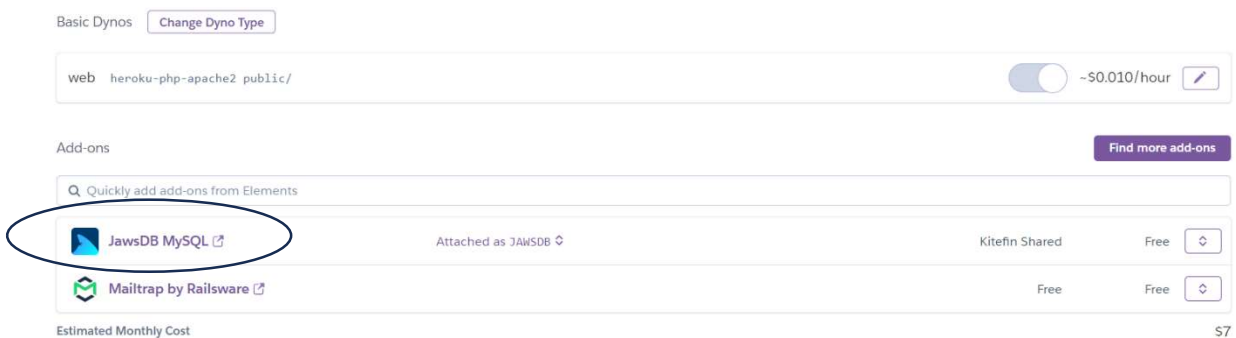 Basic Dynos Change Dyno Type
web heroku-php-apache2 public/ ~$0.010/hour
Add-ons Find more add-ons
Quickly add add-ons from Elements
JawsDB MySQL Attached as JAWSDB Kitefin Shared Free
Mailtrap by Railsware Free Free
Estimated Monthly Cost $7